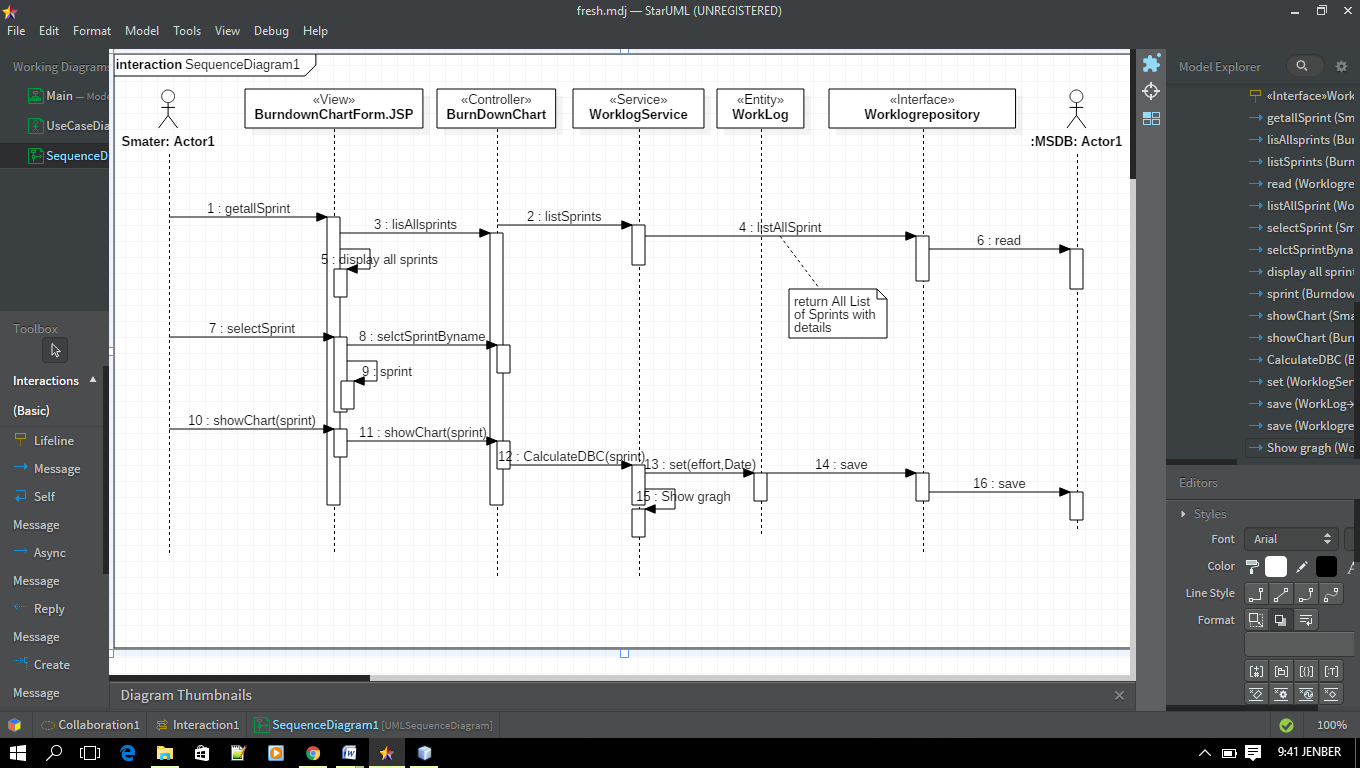 fresh.mdj — StarUML (UNREGISTERED)
File Edit Format Model Tools View Debug Help
Working Diagrams
Main — Mode
UseCaseDia
SequenceD
interaction SequenceDiagram1
Smater: Actor1
«View»
BurndownChartForm.JSP
«Controller»
BurnDownChart
«Service»
WorklogService
«Entity»
WorkLog
«Interface»
Worklogrepository
:MSDB: Actor1
1 : getallSprint
2 : listSprints
3 : lisAllsprints
4 : listAllSprint
6 : read
5 : display all sprints
return All List
of Sprints with
details
7 : selectSprint
8 : selctSprintByname
9 : sprint
10 : showChart(sprint)
11 : showChart(sprint)
12 : CalculateDBC(sprint)
13 : set(effort,Date)
14 : save
16 : save
15 : Show gragh
Toolbox
Interactions
(Basic)
Lifeline
Message
Self
Message
Async
Message
Reply
Message
Create
Message
Model Explorer
«Interface»Work
getallSprint (Sm
lisAllsprints (Bur
listSprints (Burn
read (Worklogre
listAllSprint (Wo
selectSprint (Sm
selctSprintByna
display all sprint
sprint (Burndow
showChart (Sma
showChart (Bur
CalculateDBC (B
set (WorklogSer
save (WorkLog→
save (Worklogre
Show gragh (Wo
Editors
Styles
Font Arial
Color
Line Style
Format
Diagram Thumbnails
Collaboration1 Interaction1 SequenceDiagram1 [UMLSequenceDiagram]
100%
9:41 JENBER